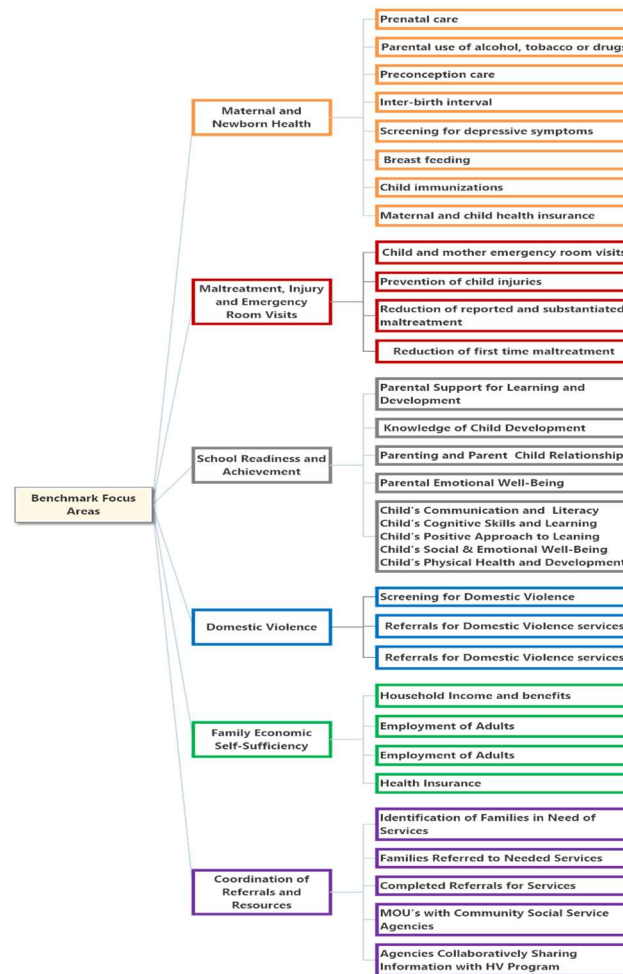 Benchmark Focus
Areas
Maternal and
Newborn Health
Prenatal care
Parental use of alcohol, tobacco or drugs
Preconception care
Inter-birth interval
Screening for depressive symptoms
Breast feeding
Child immunizations
Maternal and child health insurance
Maltreatment, Injury
and Emergency
Room Visits
Child and mother emergency room visits
Prevention of child injuries
Reduction of reported and substantiated
maltreatment
Reduction of first time maltreatment
School Readiness and
Achievement
Parental Support for Learning and
Development
Knowledge of Child Development
Parenting and Parent Child Relationship
Parental Emotional Well-Being
Child's Communication and Literacy
Child's Cognitive Skills and Learning
Child's Positive Approach to Leaning
Child's Social & Emotional Well-Being
Child's Physical Health and Development
Domestic Violence
Screening for Domestic Violence
Referrals for Domestic Violence services
Referrals for Domestic Violence services
Family Economic
Self-Sufficiency
Household Income and benefits
Employment of Adults
Employment of Adults
Health Insurance
Coordination of
Referrals and
Resources
Identification of Families in Need of
Services
Families Referred to Needed Services
Completed Referrals for Services
MOU's with Community Social Service
Agencies
Agencies Collaboratively Sharing
Information with HV Program